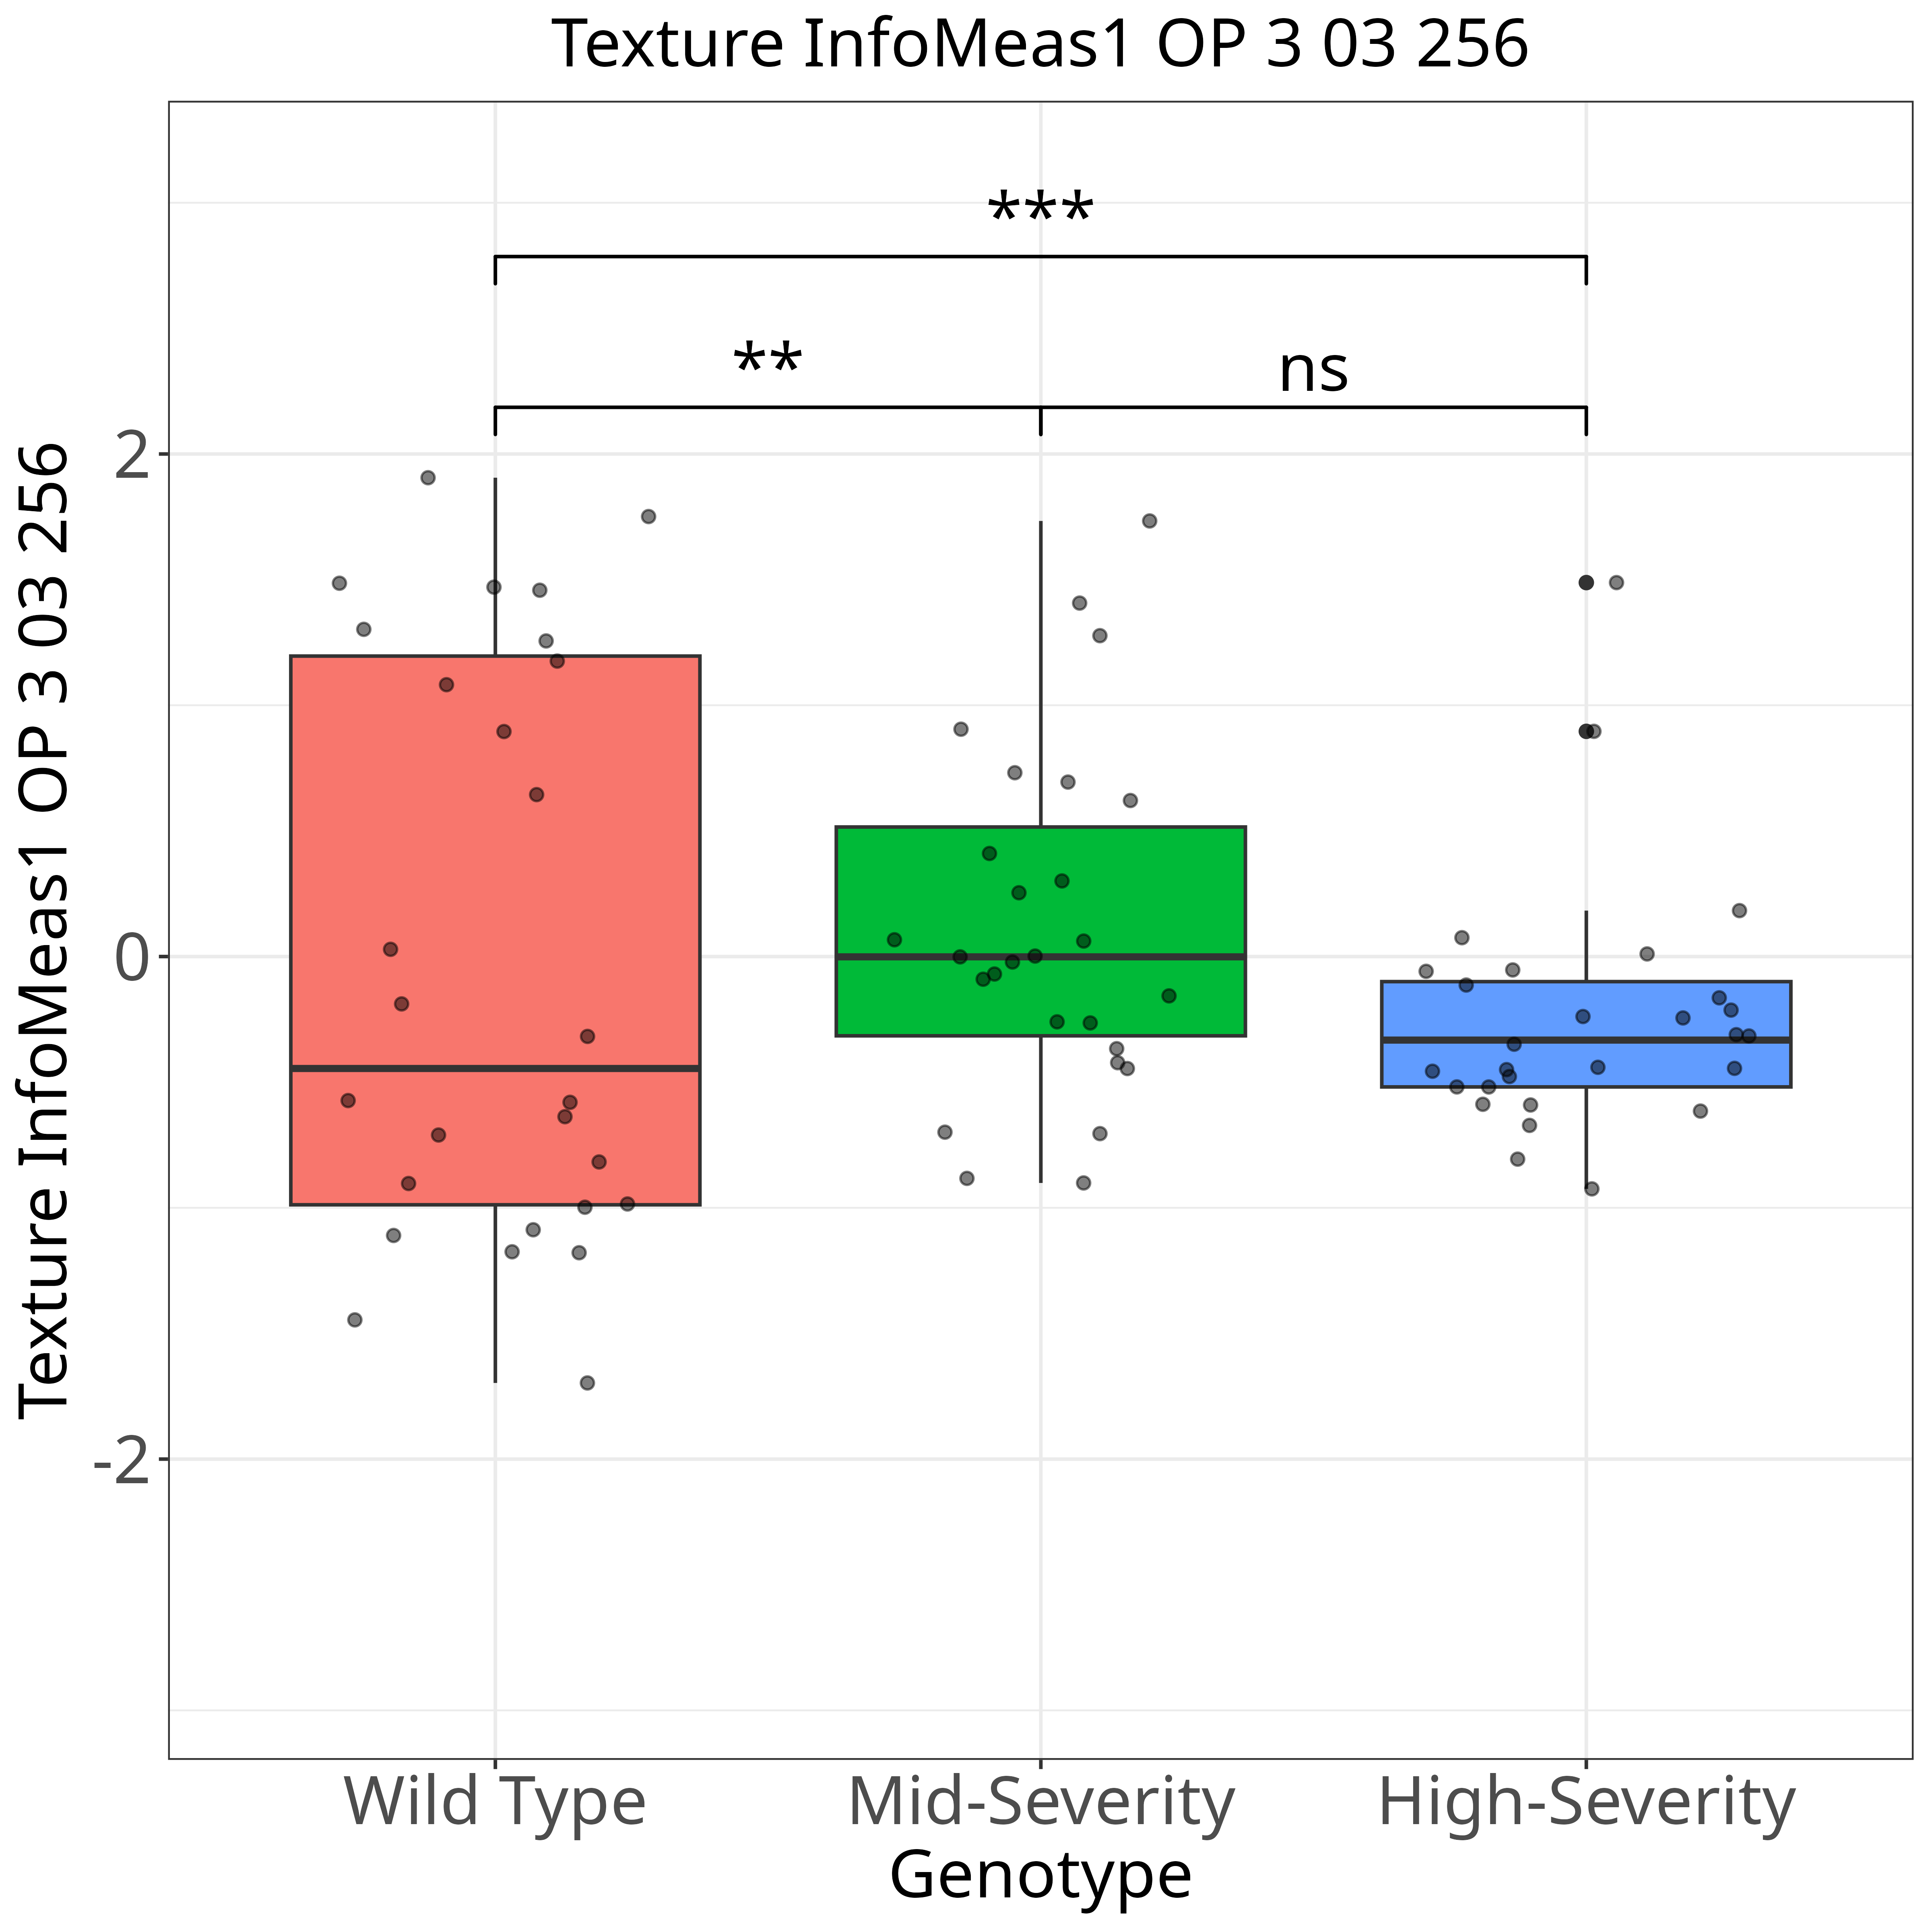 Texture InfoMeas1 OP 3 03 256
***
**
ns
Texture InfoMeas1 OP 3 03 256
2
0
-2
Wild Type
Mid-Severity
High-Severity
Genotype